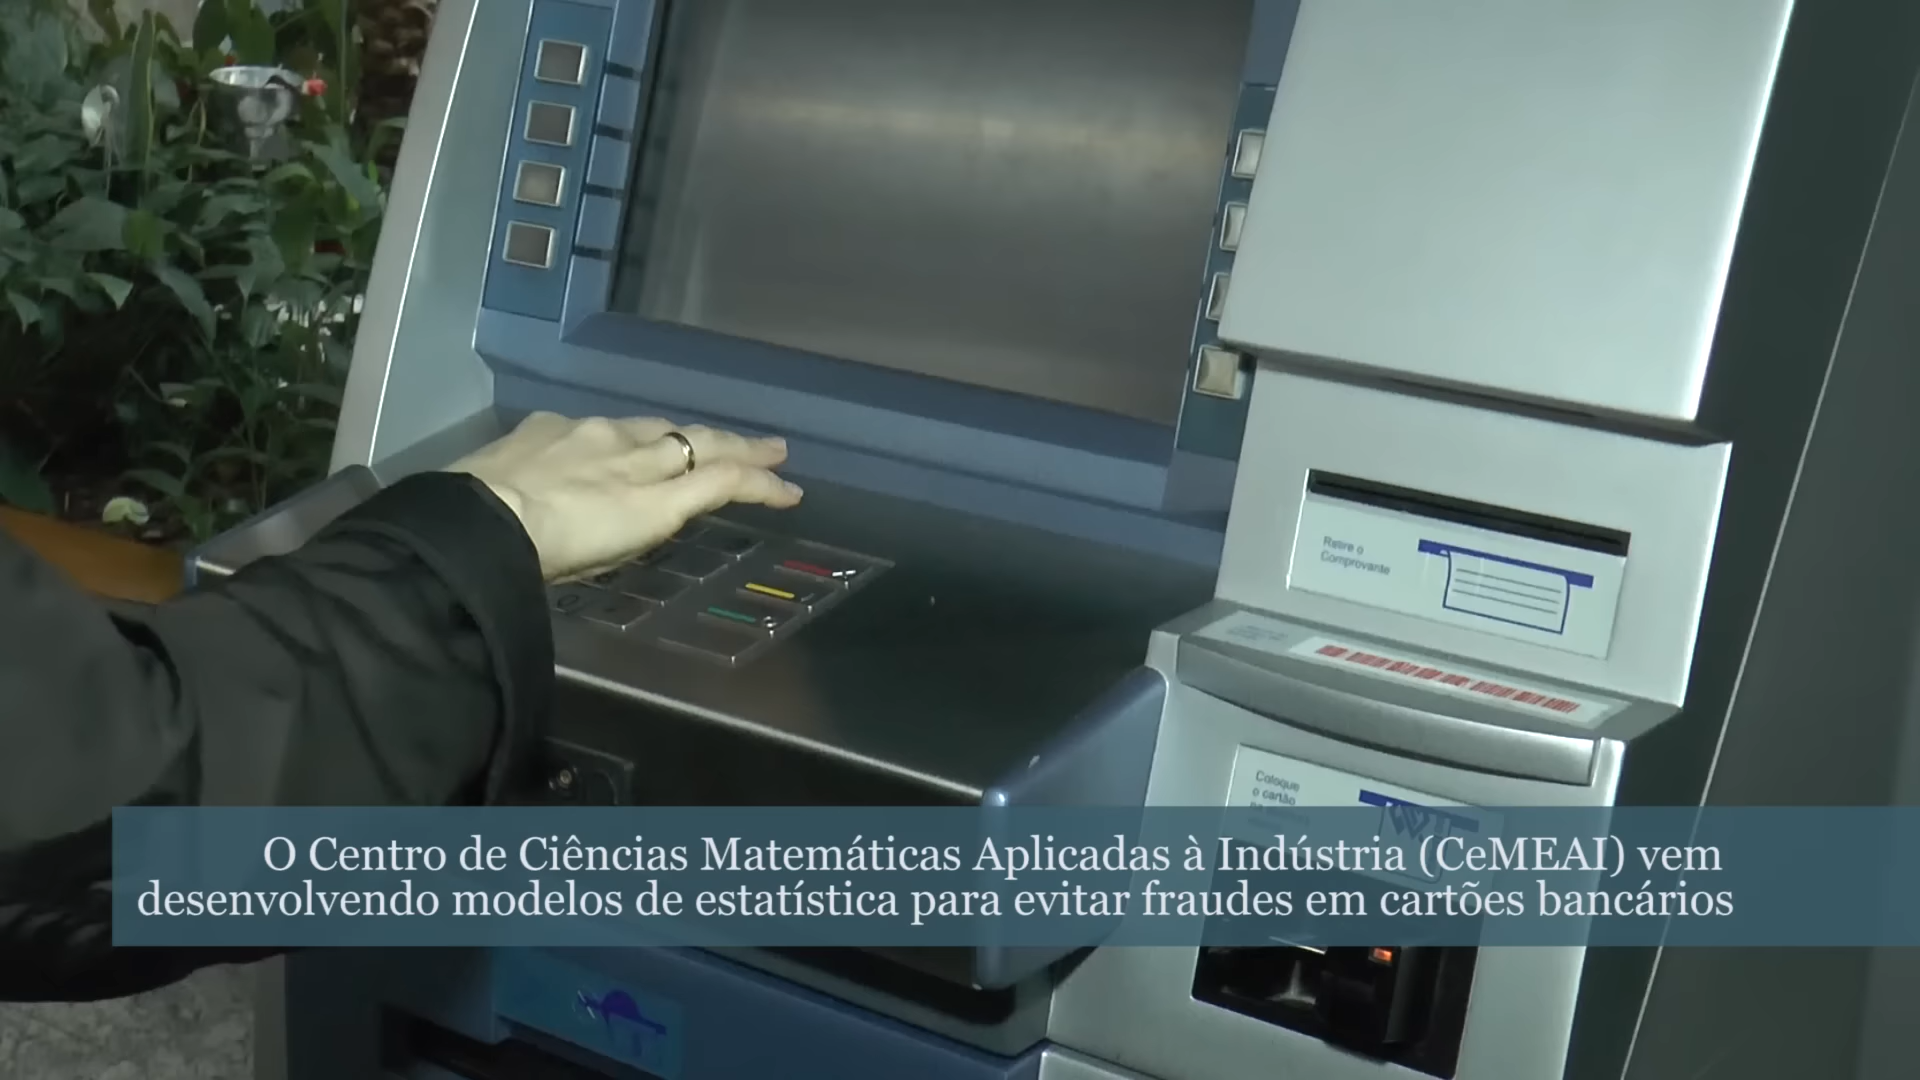 Retire o
Comprovante
Coloque
o cartão
O Centro de Ciências Matemáticas Aplicadas à Indústria (CeMEAI) vem
desenvolvendo modelos de estatística para evitar fraudes em cartões bancários